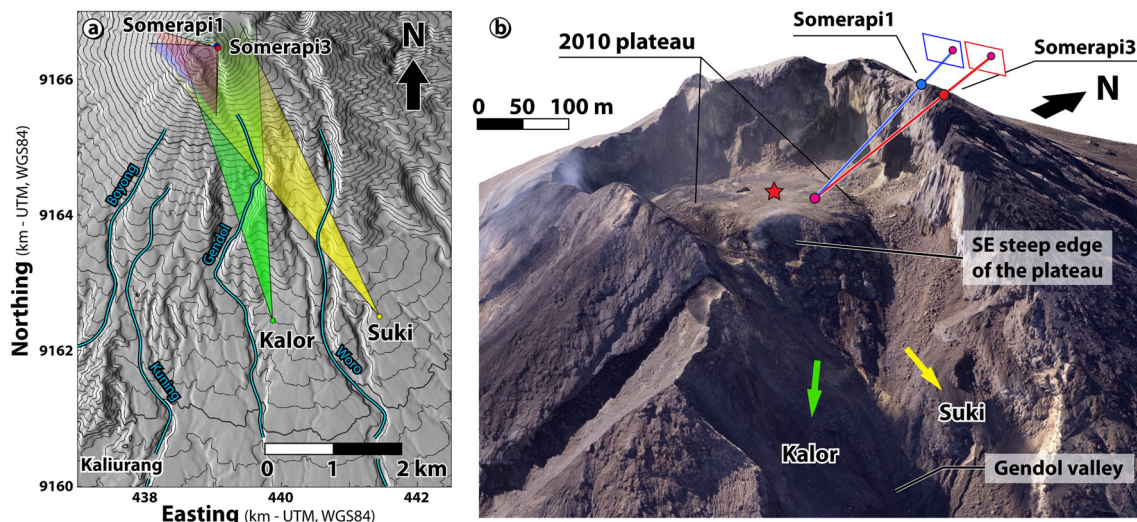 a
Somerapi1
Somerapi3
N
9166
9164
9162
9160
Northing (km - UTM, WGS84)
Boyong
Kuning
Gendol
Woro
Kalor
Suki
Kaliurang
0 1 2 km
438 440 442
Easting (km - UTM, WGS84)
b
2010 plateau
Somerapi1
Somerapi3
0 50 100 m
N
SE steep edge
of the plateau
Kalor
Suki
Gendol valley